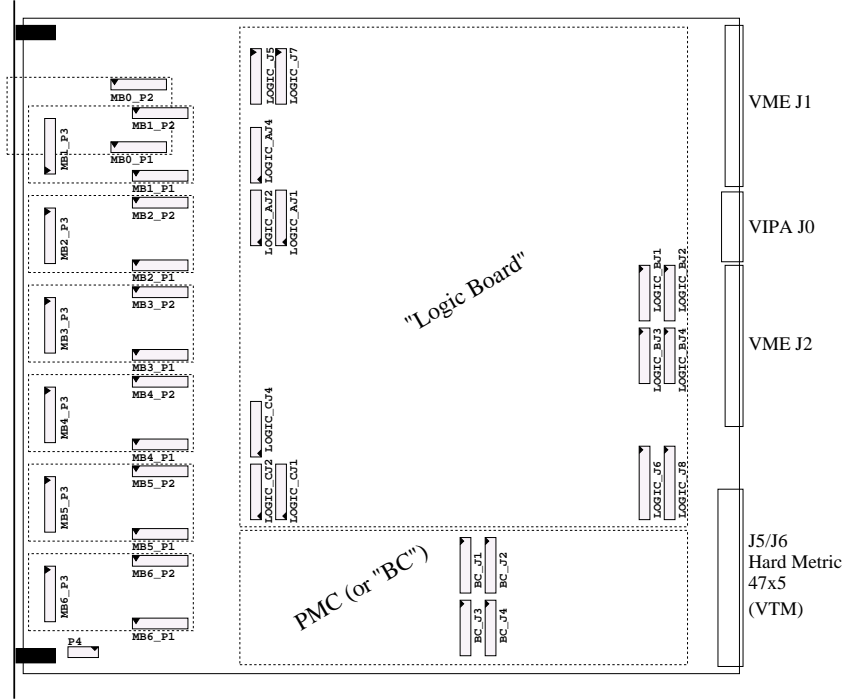 LOGIC_J5
LOGIC_J7
MB0_P2
MB1_P2
MB1_P3
MB0_P1
MB1_P1
LOGIC_AJ4
LOGIC_AJ2
LOGIC_AJ1
VME J1
VIPA J0
MB2_P2
MB2_P3
MB2_P1
"Logic Board"
LOGIC_BJ1
LOGIC_BJ2
LOGIC_BJ3
LOGIC_BJ4
VME J2
MB3_P2
MB3_P3
MB3_P1
MB4_P2
MB4_P3
MB4_P1
LOGIC_CJ4
LOGIC_CJ2
LOGIC_CJ1
LOGIC_J6
LOGIC_J8
MB5_P2
MB5_P3
MB5_P1
PMC (or "BC")
BC_J1
BC_J2
BC_J3
BC_J4
J5/J6
Hard Metric
47x5
(VTM)
MB6_P2
MB6_P3
MB6_P1
P4